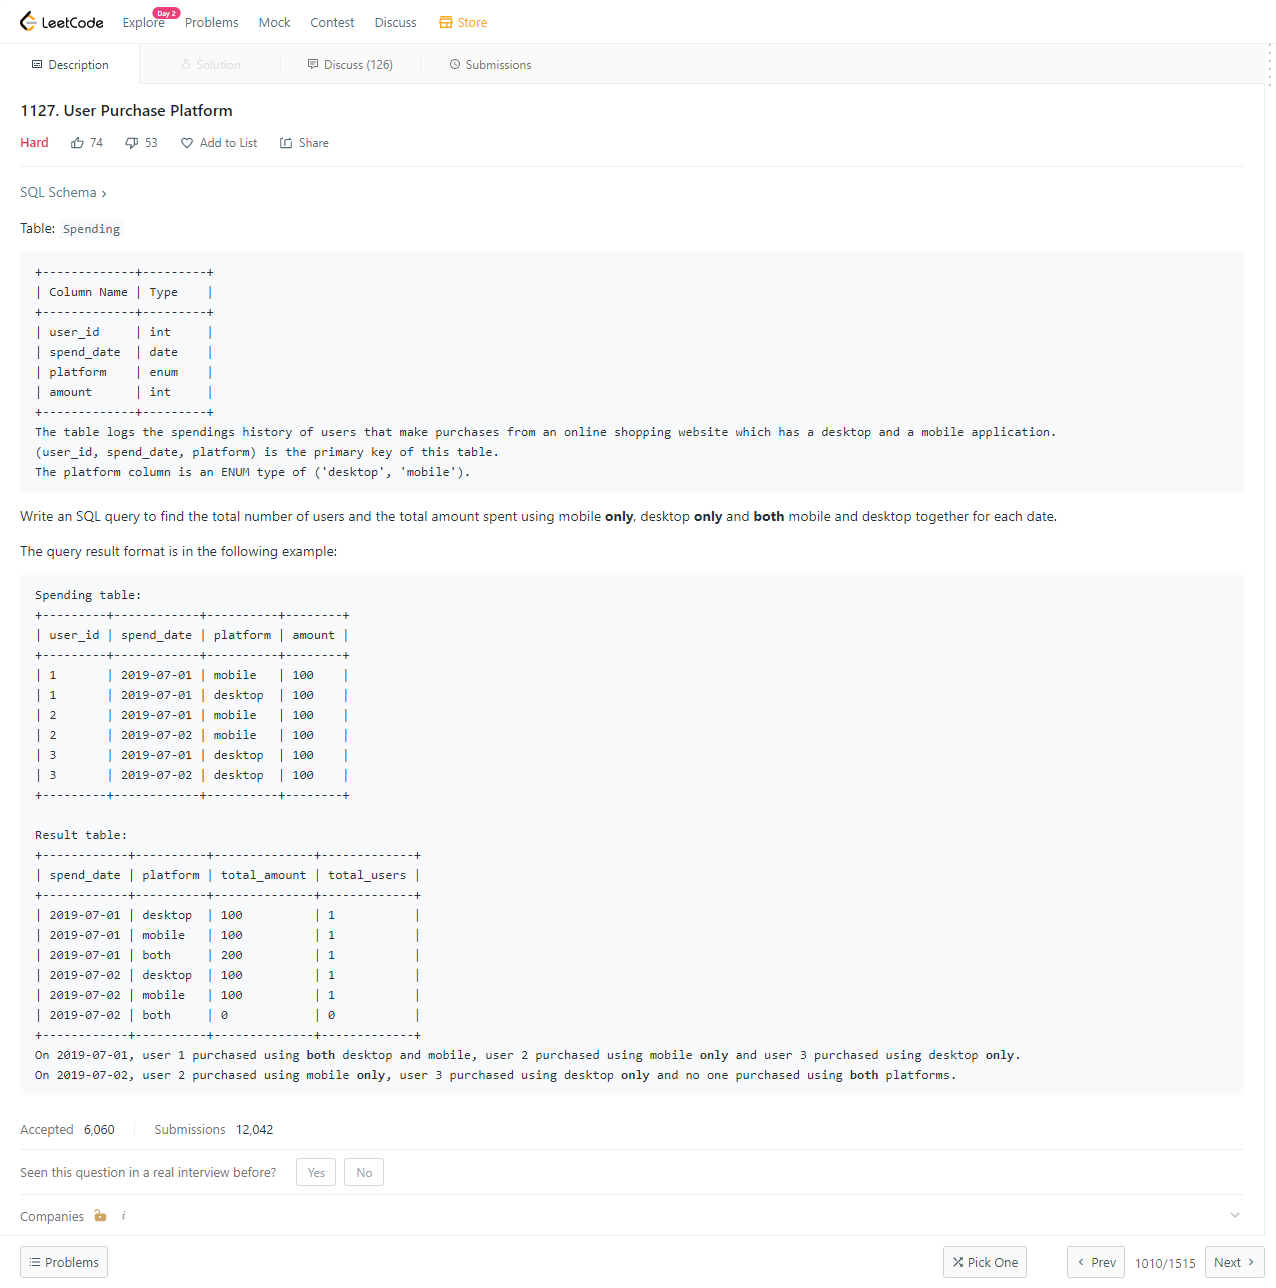 LeetCode Explore Day 2 Problems Mock Contest Discuss Store
Description Solution Discuss (126) Submissions
1127. User Purchase Platform
Hard 74 53 Add to List Share
SQL Schema >
Table: Spending
+-------------+---------+
| Column Name | Type    |
+-------------+---------+
| user_id     | int     |
| spend_date  | date    |
| platform    | enum    |
| amount      | int     |
+-------------+---------+
The table logs the spendings history of users that make purchases from an online shopping website which has a desktop and a mobile application.
(user_id, spend_date, platform) is the primary key of this table.
The platform column is an ENUM type of ('desktop', 'mobile').
Write an SQL query to find the total number of users and the total amount spent using mobile only, desktop only and both mobile and desktop together for each date.
The query result format is in the following example:
Spending table:
+---------+------------+----------+--------+
| user_id | spend_date | platform | amount |
+---------+------------+----------+--------+
| 1       | 2019-07-01 | mobile   | 100    |
| 1       | 2019-07-01 | desktop  | 100    |
| 2       | 2019-07-01 | mobile   | 100    |
| 2       | 2019-07-02 | mobile   | 100    |
| 3       | 2019-07-01 | desktop  | 100    |
| 3       | 2019-07-02 | desktop  | 100    |
+---------+------------+----------+--------+
Result table:
+------------+----------+--------------+-------------+
| spend_date | platform | total_amount | total_users |
+------------+----------+--------------+-------------+
| 2019-07-01 | desktop  | 100          | 1           |
| 2019-07-01 | mobile   | 100          | 1           |
| 2019-07-01 | both     | 200          | 1           |
| 2019-07-02 | desktop  | 100          | 1           |
| 2019-07-02 | mobile   | 100          | 1           |
| 2019-07-02 | both     | 0            | 0           |
+------------+----------+--------------+-------------+
On 2019-07-01, user 1 purchased using both desktop and mobile, user 2 purchased using mobile only and user 3 purchased using desktop only.
On 2019-07-02, user 2 purchased using mobile only, user 3 purchased using desktop only and no one purchased using both platforms.
Accepted 6,060 Submissions 12,042
Seen this question in a real interview before? Yes No
Companies i
Problems Pick One < Prev 1010/1515 Next >